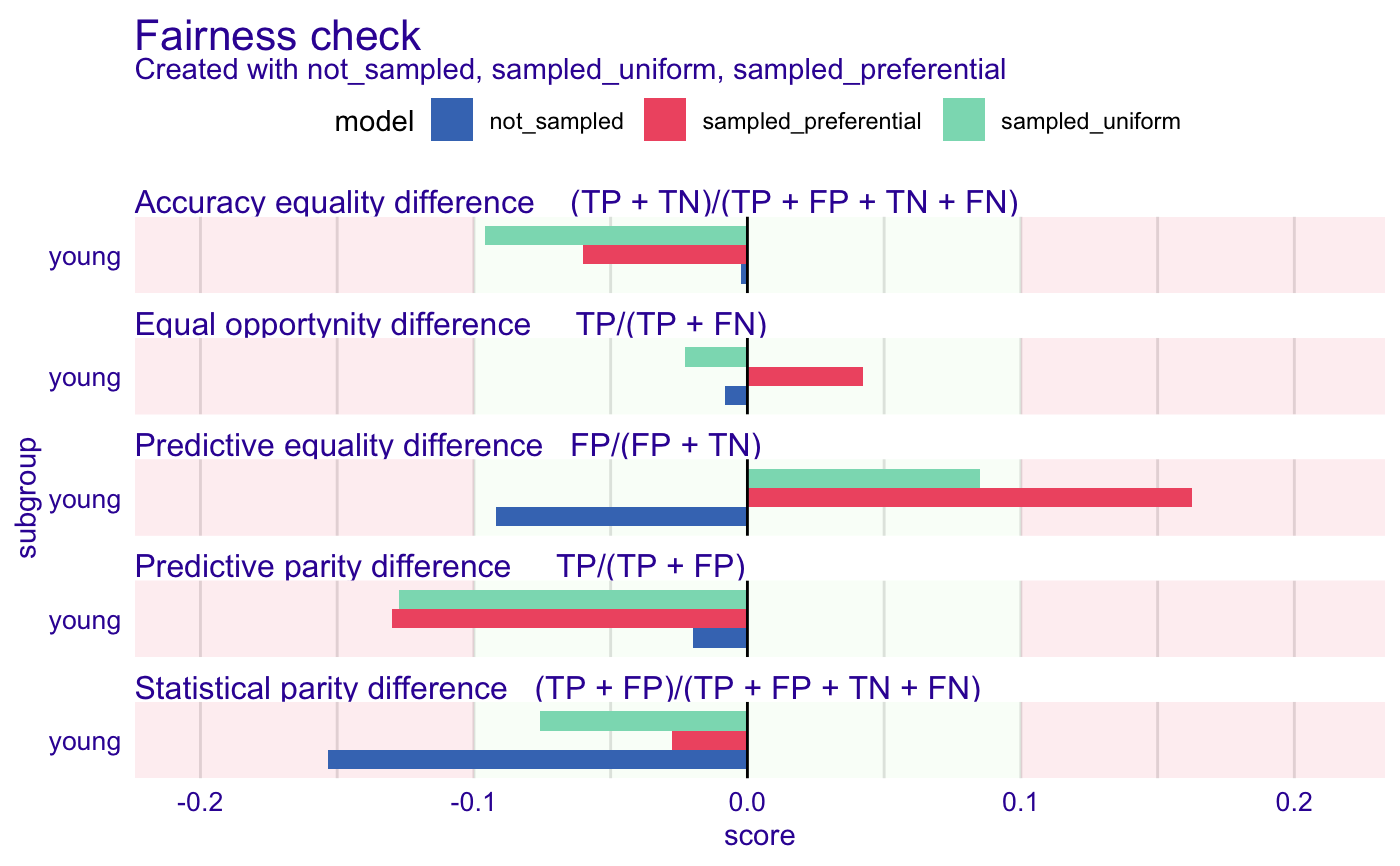 Fairness check
Created with not_sampled, sampled_uniform, sampled_preferential
model not_sampled sampled_preferential sampled_uniform
Accuracy equality difference (TP + TN)/(TP + FP + TN + FN)
young
Equal opportynity difference TP/(TP + FN)
young
Predictive equality difference FP/(FP + TN)
young
Predictive parity difference TP/(TP + FP)
young
Statistical parity difference (TP + FP)/(TP + FP + TN + FN)
young
subgroup
-0.2 -0.1 0.0 0.1 0.2
score